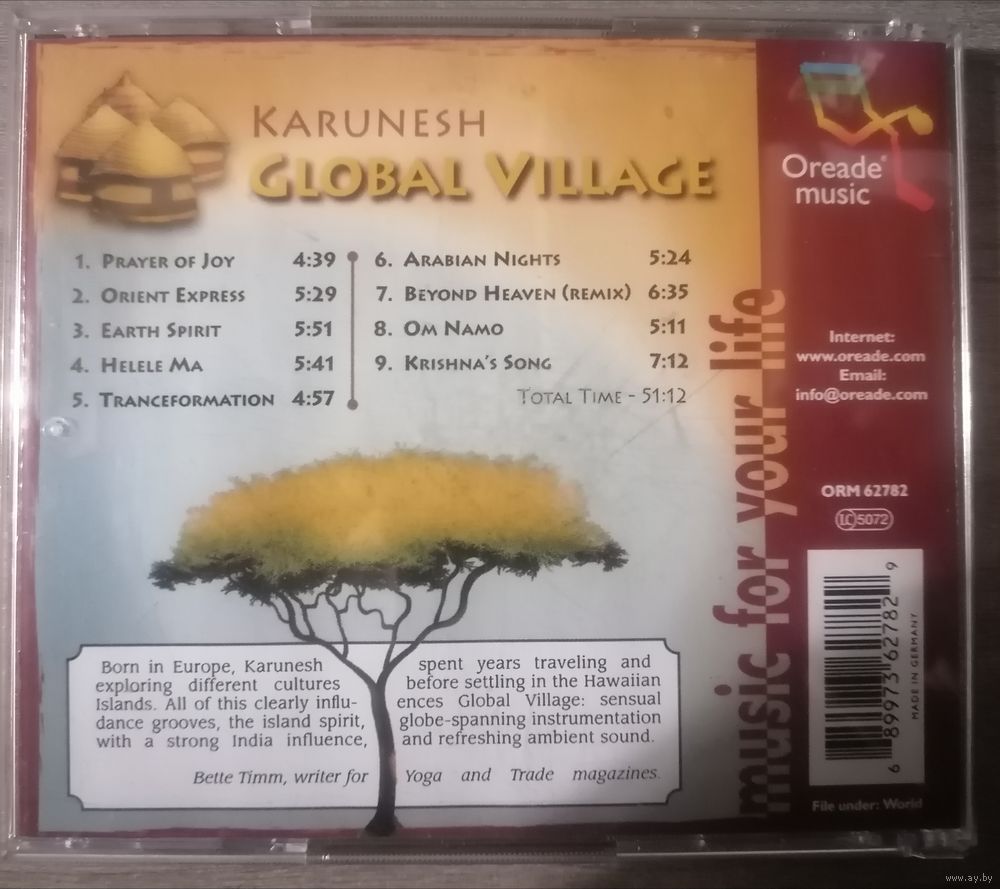 KARUNESH
GLOBAL VILLAGE
1. PRAYER OF JOY 4:39
2. ORIENT EXPRESS 5:29
3. EARTH SPIRIT 5:51
4. HELELE MA 5:41
5. TRANCEFORMATION 4:57
6. ARABIAN NIGHTS 5:24
7. BEYOND HEAVEN (REMIX) 6:35
8. OM NAMO 5:11
9. KRISHNA'S SONG 7:12
TOTAL TIME - 51:12
Born in Europe, Karunesh spent years traveling and
exploring different cultures before settling in the Hawaiian
Islands. All of this clearly influ- ences Global Village: sensual
dance grooves, the island spirit, globe-spanning instrumentation
with a strong India influence, and refreshing ambient sound.
Bette Timm, writer for Yoga and Trade magazines.
music for your life
Oreade®
music
Internet:
www.oreade.com
Email:
info@oreade.com
ORM 62782
LC 5072
6 89973 62782 9
MADE IN GERMANY
File under: World
www.ay.by